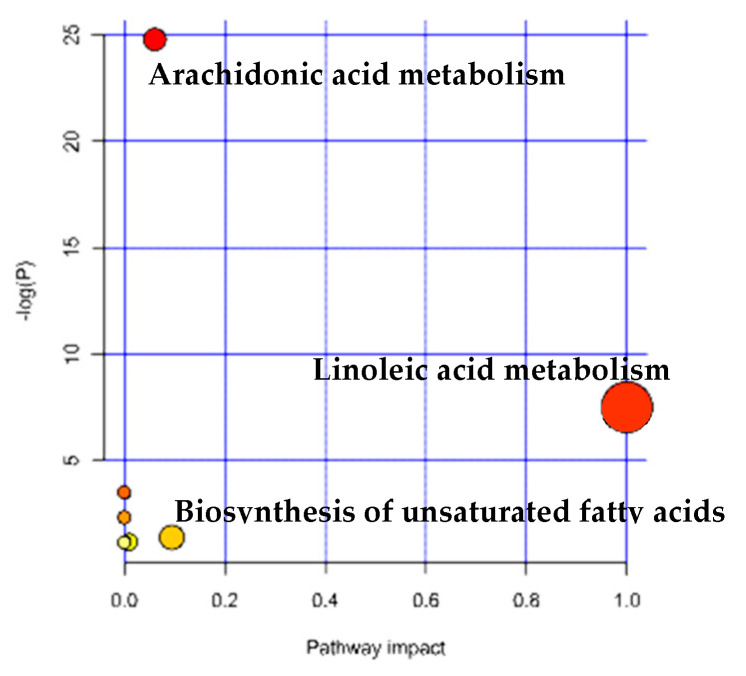 25
Arachidonic acid metabolism
20
15
-log(P)
10
Linoleic acid metabolism
5
Biosynthesis of unsaturated fatty acids
0.0 0.2 0.4 0.6 0.8 1.0
Pathway impact